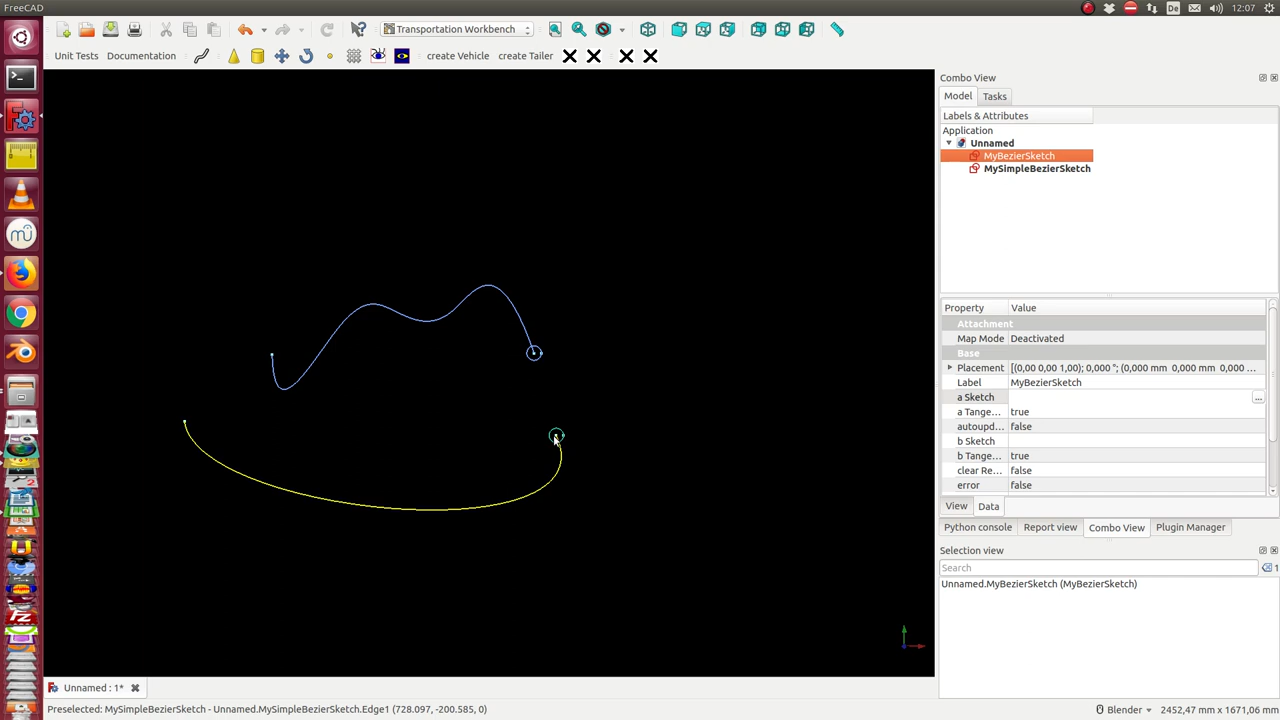 FreeCAD
De
12:07
Transportation Workbench
Unit Tests
Documentation
create Vehicle
create Tailer
Combo View
Model
Tasks
Labels & Attributes
Application
Unnamed
MyBezierSketch
MySimpleBezierSketch
Property
Value
Attachment
Map Mode
Deactivated
Base
Placement
[(0,00 0,00 1,00); 0,000 °; (0,000 mm  0,000 mm  0,000 ...
Label
MyBezierSketch
a Sketch
...
a Tange...
true
autoupd...
false
b Sketch
b Tange...
true
clear Re...
false
error
false
View
Data
Python console
Report view
Combo View
Plugin Manager
Selection view
Search
1
Unnamed.MyBezierSketch (MyBezierSketch)
Unnamed : 1*
Preselected: MySimpleBezierSketch - Unnamed.MySimpleBezierSketch.Edge1 (728.097, -200.585, 0)
Blender
2452,47 mm x 1671,06 mm